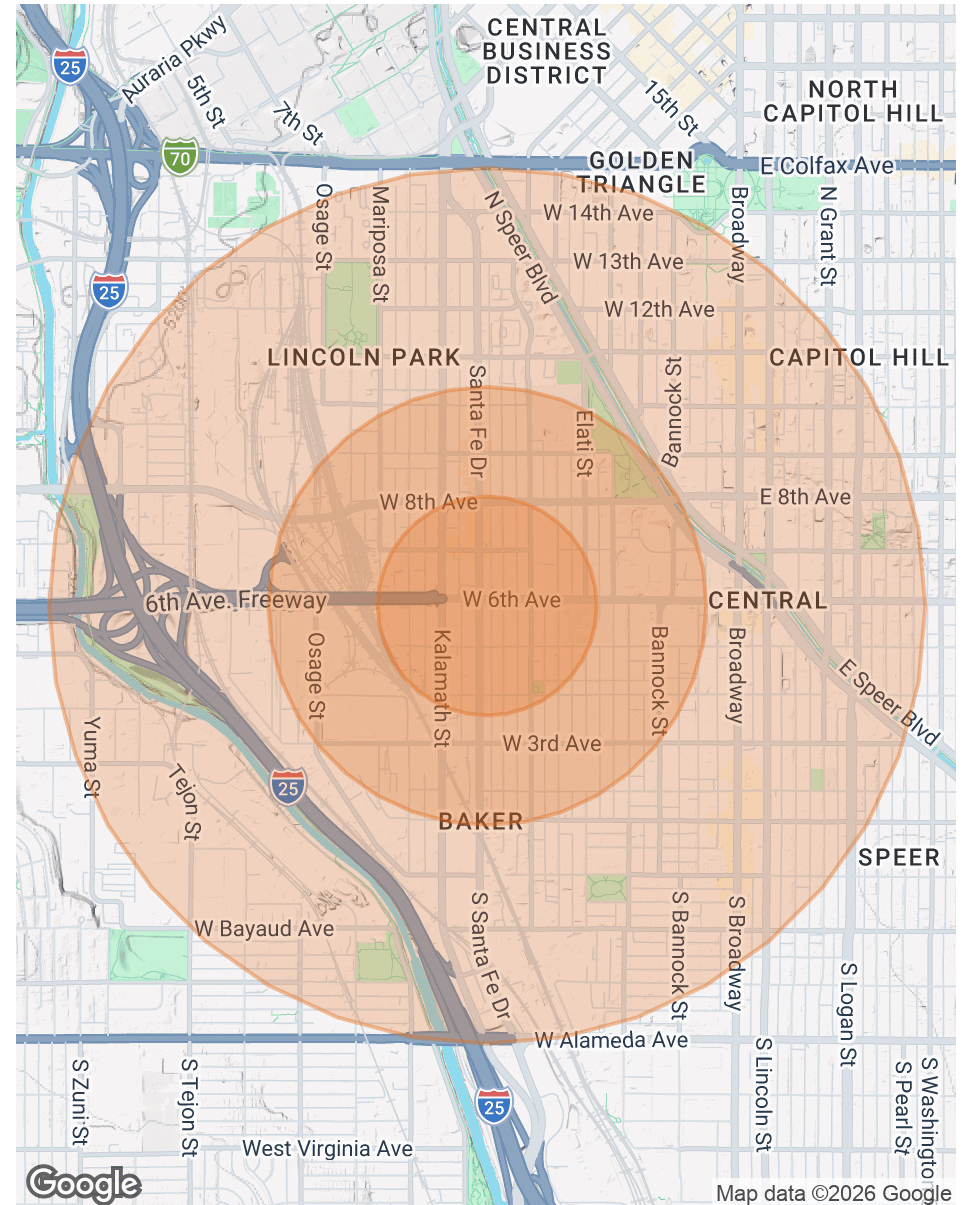 CENTRAL
BUSINESS
DISTRICT
25
Auraria Pkwy
5th St
7th St
15th St
NORTH
CAPITOL HILL
70
GOLDEN
TRIANGLE
E Colfax Ave
Osage St
Mariposa St
N Speer Blvd
W 14th Ave
Broadway
N Grant St
W 13th Ave
25
5200 ft
W 12th Ave
LINCOLN PARK
Santa Fe Dr
Bannock St
CAPITOL HILL
Elati St
W 8th Ave
E 8th Ave
6th Ave. Freeway
W 6th Ave
CENTRAL
Osage St
Kalamath St
Bannock St
Broadway
E Speer Blvd
Yuma St
W 3rd Ave
Tejon St
25
BAKER
SPEER
W Bayaud Ave
S Santa Fe Dr
S Bannock St
S Broadway
S Logan St
W Alameda Ave
S Zuni St
S Tejon St
S Lincoln St
S Pearl St
S Washington
25
West Virginia Ave
Google
Map data ©2026 Google